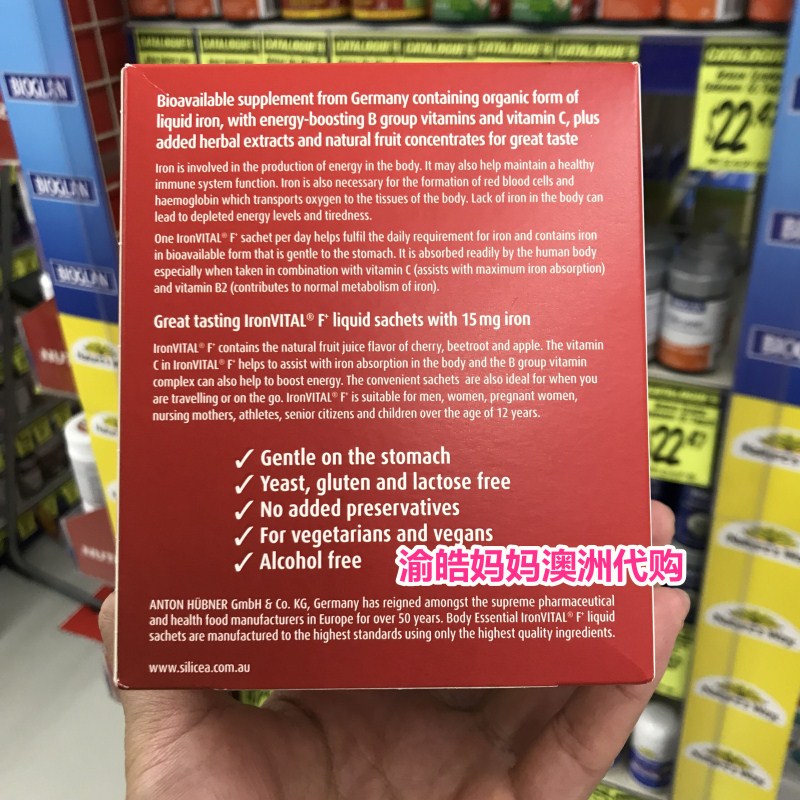 CATALOGUE'S
CATALOGUE'S
CATALOGUE'S
CATALOGUE'S
CATALOGUE'S
CATALOGUE'S
CATALOGUE'S
CATALOGUE'S
$22
BIOGLAN
BIOGLAN
BIOGLAN
Bioavailable supplement from Germany containing organic form of
liquid iron, with energy-boosting B group vitamins and vitamin C, plus
added herbal extracts and natural fruit concentrates for great taste
Iron is involved in the production of energy in the body. It may also help maintain a healthy
immune system function. Iron is also necessary for the formation of red blood cells and
haemoglobin which transports oxygen to the tissues of the body. Lack of iron in the body can
lead to depleted energy levels and tiredness.
One IronVITAL® F⁺ sachet per day helps fulfil the daily requirement for iron and contains iron
in bioavailable form that is gentle to the stomach. It is absorbed readily by the human body
especially when taken in combination with vitamin C (assists with maximum iron absorption)
and vitamin B2 (contributes to normal metabolism of iron).
Great tasting IronVITAL® F⁺ liquid sachets with 15 mg iron
IronVITAL® F⁺ contains the natural fruit juice flavor of cherry, beetroot and apple. The vitamin
C in IronVITAL® F⁺ helps to assist with iron absorption in the body and the B group vitamin
complex can also help to boost energy. The convenient sachets are also ideal for when you
are travelling or on the go. IronVITAL® F⁺ is suitable for men, women, pregnant women,
nursing mothers, athletes, senior citizens and children over the age of 12 years.
✓ Gentle on the stomach
✓ Yeast, gluten and lactose free
✓ No added preservatives
✓ For vegetarians and vegans
✓ Alcohol free
渝皓妈妈澳洲代购
ANTON HÜBNER GmbH & Co. KG, Germany has reigned amongst the supreme pharmaceutical
and health food manufacturers in Europe for over 50 years. Body Essential IronVITAL® F⁺ liquid
sachets are manufactured to the highest standards using only the highest quality ingredients.
www.silicea.com.au